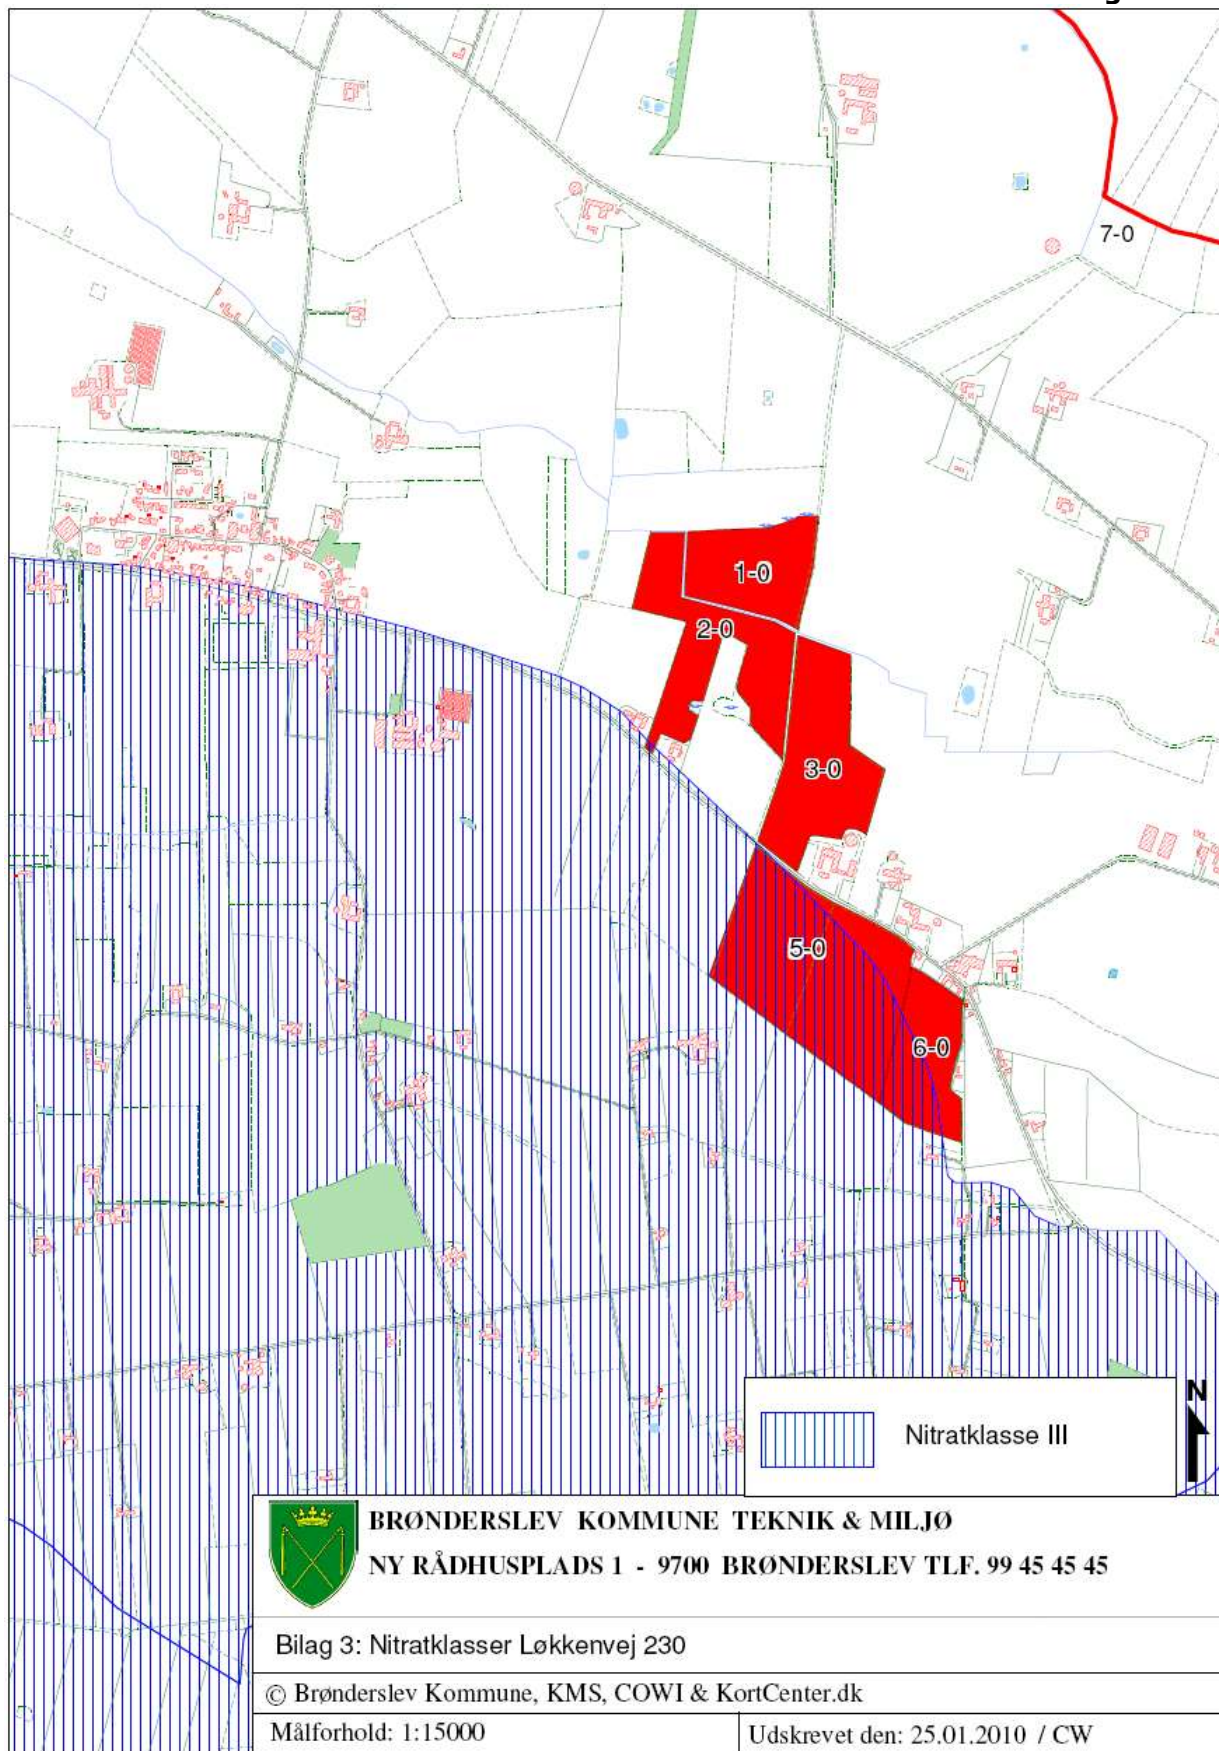 7-0
1-0
2-0
3-0
5-0
6-0
N
Nitratklasse III
BRØNDERSLEV KOMMUNE TEKNIK & MILJØ
NY RÅDHUSPLADS 1 - 9700 BRØNDERSLEV TLF. 99 45 45 45
Bilag 3: Nitratklasser Løkkenvej 230
© Brønderslev Kommune, KMS, COWI & KortCenter.dk
Målforhold: 1:15000
Udskrevet den: 25.01.2010 / CW